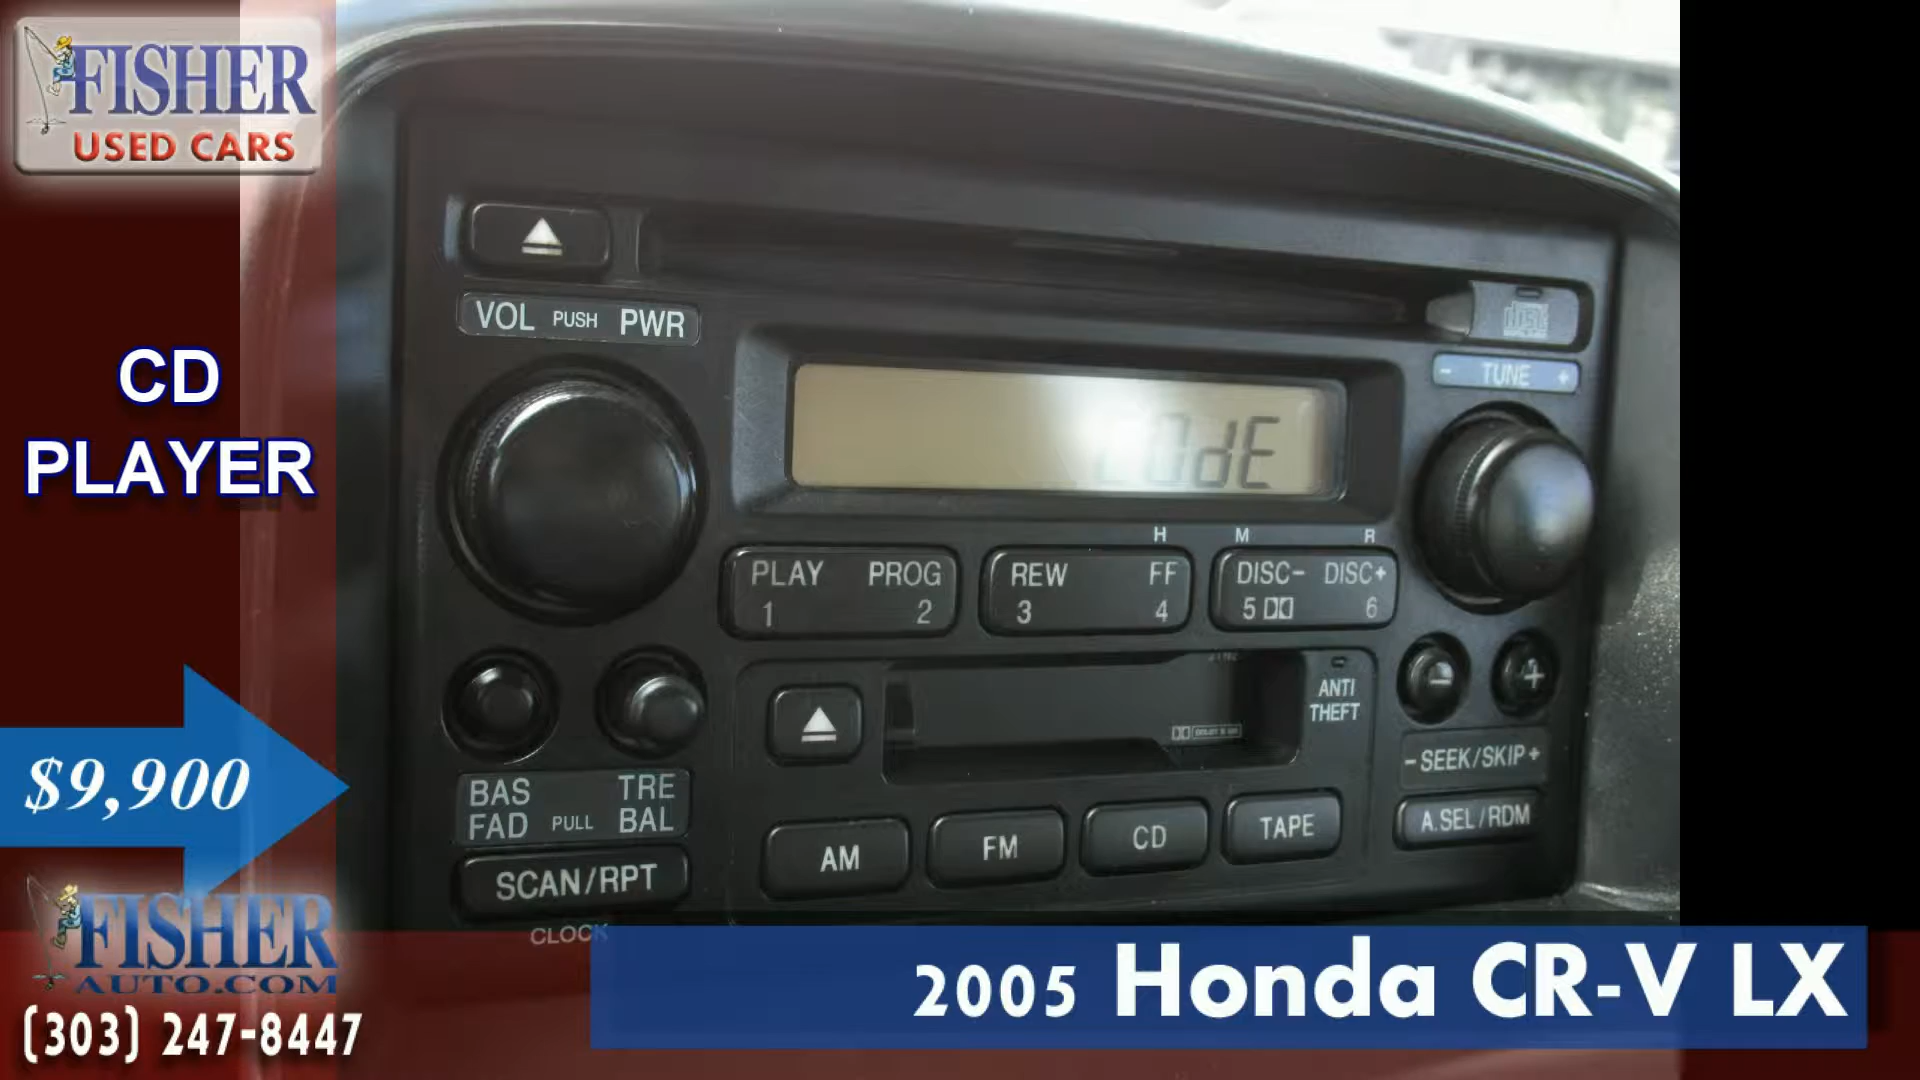 FISHER
USED CARS
CD
PLAYER
$9,900
FISHER
AUTO.COM
(303) 247-8447
VOL PUSH PWR
disc
- TUNE +
COdE
H M R
PLAY PROG REW FF DISC- DISC+
1 2 3 4 5 6
ANTI
THEFT
BAS TRE
FAD PULL BAL
-SEEK/SKIP+
AM FM CD TAPE A.SEL/RDM
SCAN/RPT
CLOCK
2005 Honda CR-V LX